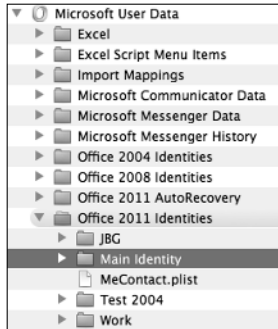 Microsoft User Data
Excel
Excel Script Menu Items
Import Mappings
Microsoft Communicator Data
Microsoft Messenger Data
Microsoft Messenger History
Office 2004 Identities
Office 2008 Identities
Office 2011 AutoRecovery
Office 2011 Identities
JBG
Main Identity
MeContact.plist
Test 2004
Work